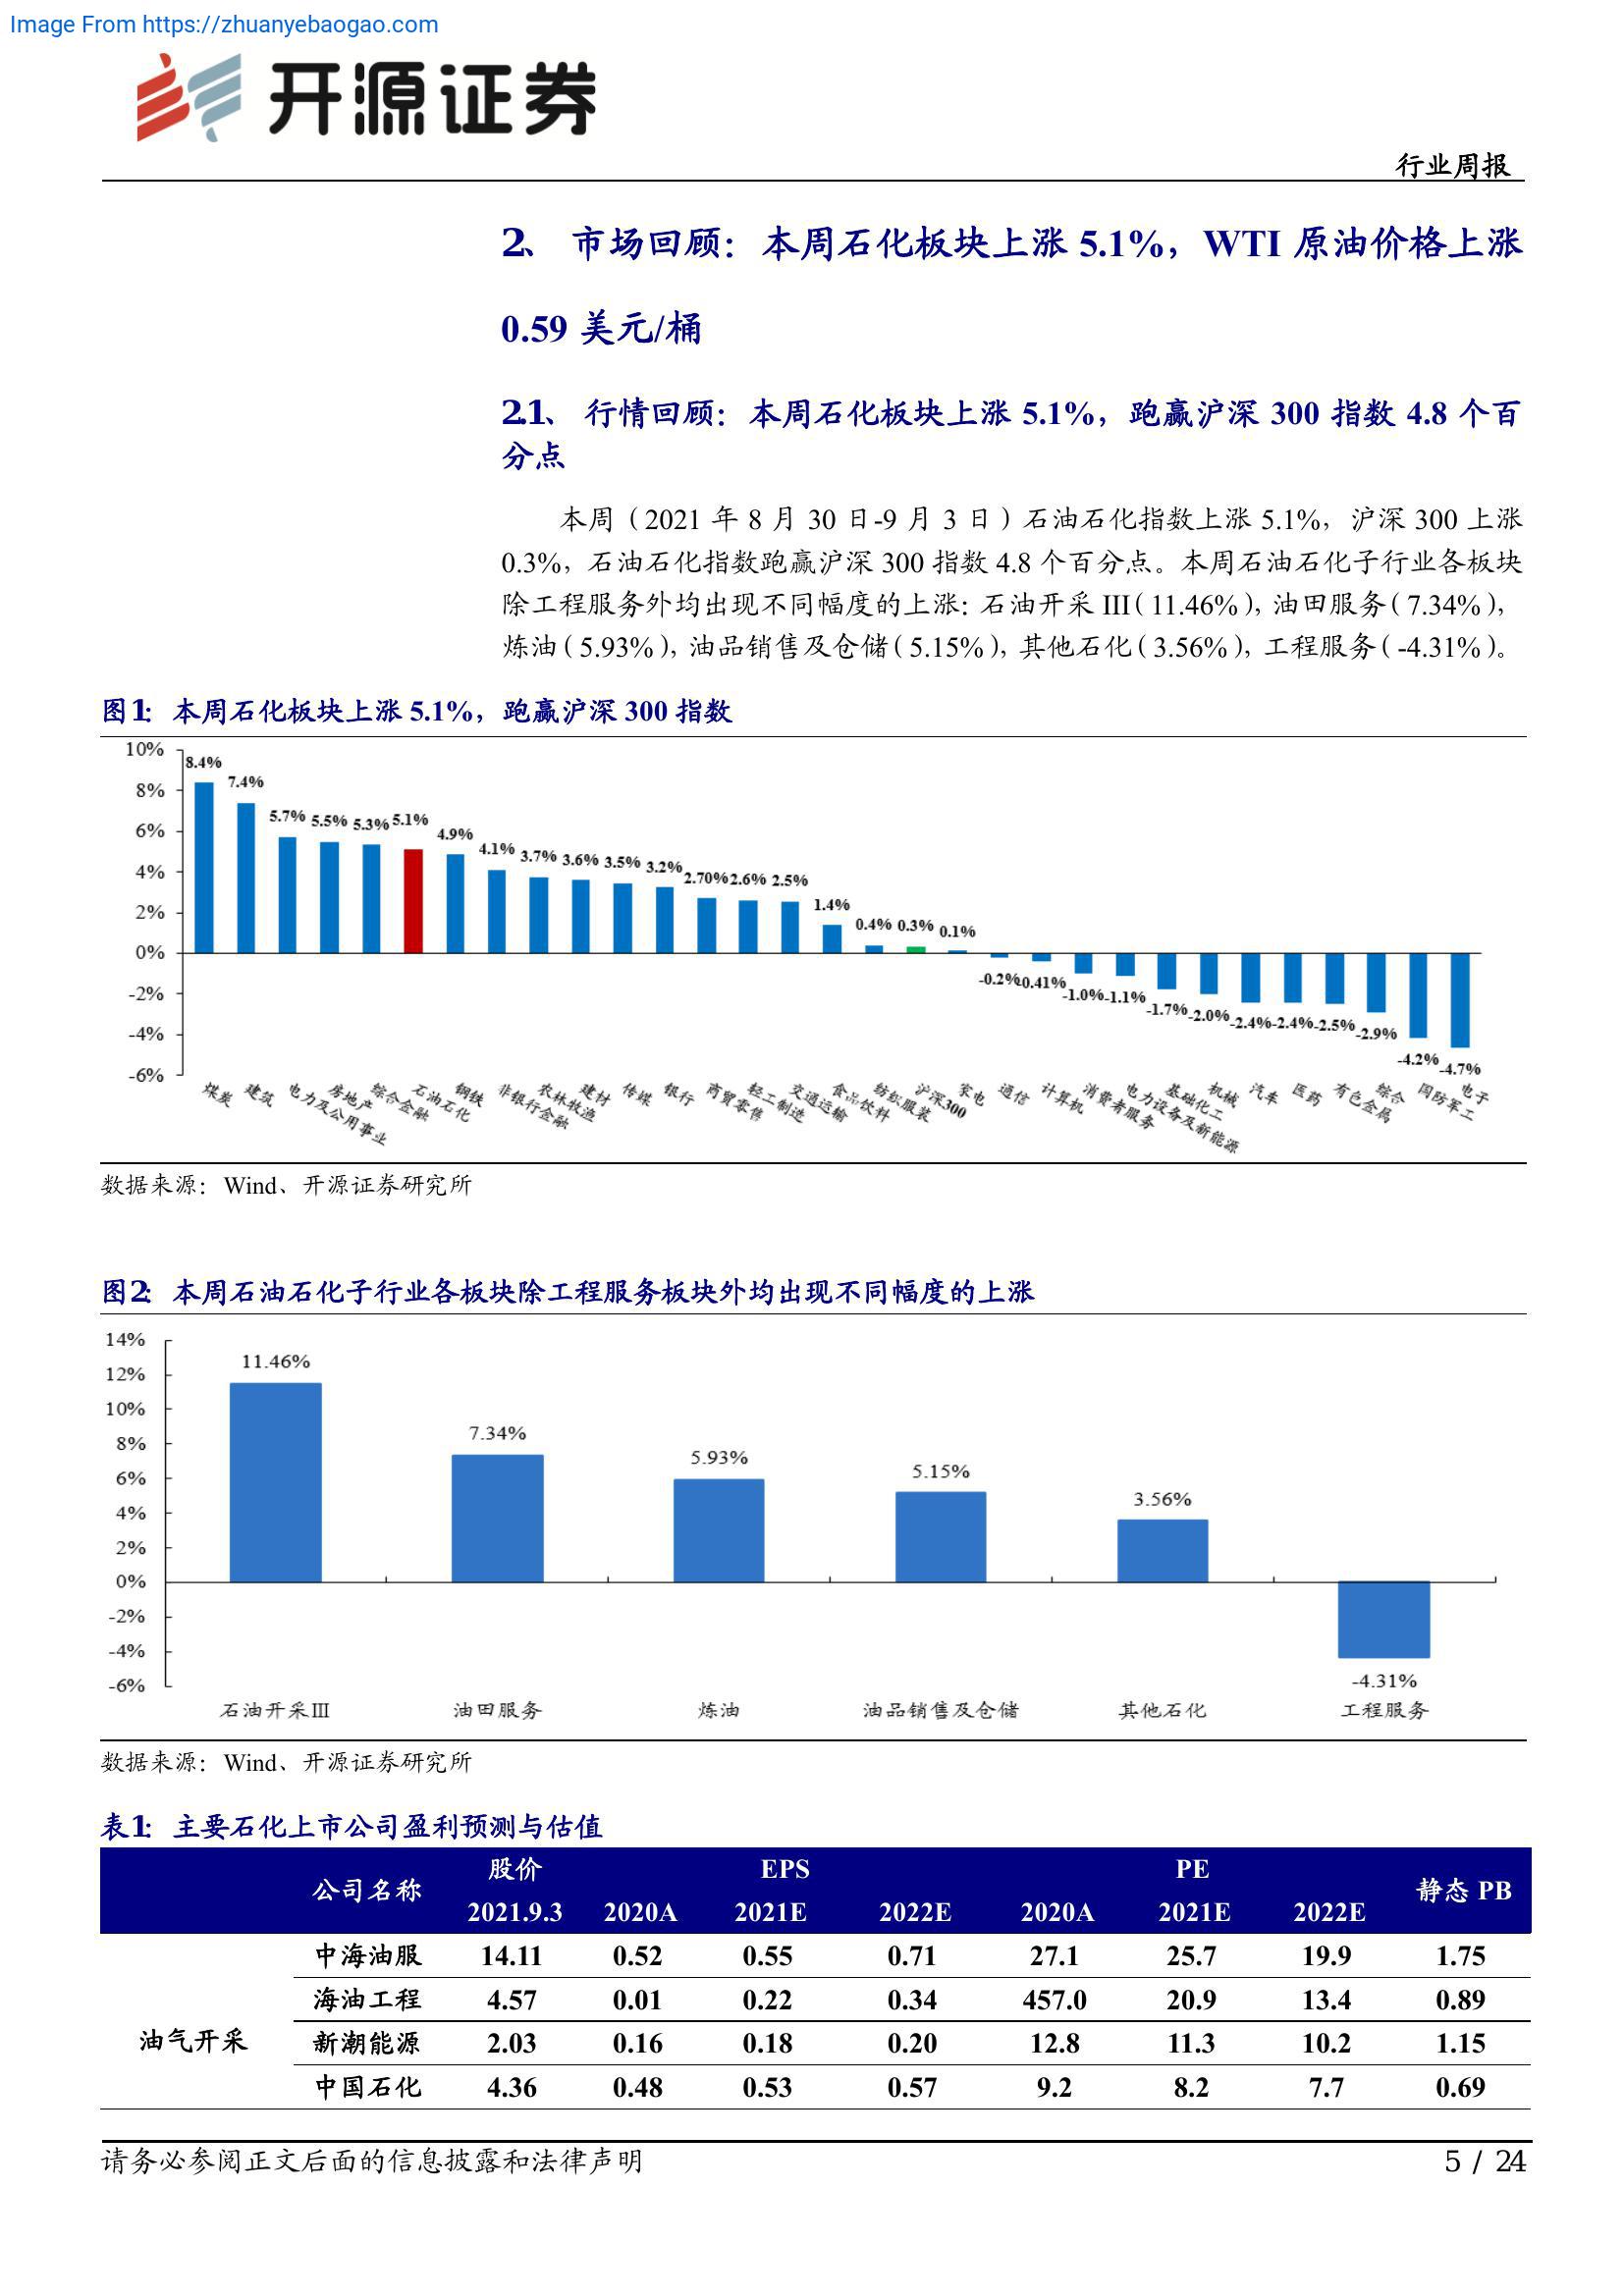 Image From https://zhuanyebaogao.com
开源证券
行业周报
2、 市场回顾：本周石化板块上涨 5.1%，WTI 原油价格上涨
0.59 美元/桶
2.1、 行情回顾：本周石化板块上涨 5.1%，跑赢沪深 300 指数 4.8 个百
分点
本周（2021 年 8 月 30 日-9 月 3 日）石油石化指数上涨 5.1%，沪深 300 上涨
0.3%，石油石化指数跑赢沪深 300 指数 4.8 个百分点。本周石油石化子行业各板块
除工程服务外均出现不同幅度的上涨：石油开采 III（11.46%），油田服务（7.34%），
炼油（5.93%），油品销售及仓储（5.15%），其他石化（3.56%），工程服务（-4.31%）。
图1： 本周石化板块上涨 5.1%，跑赢沪深 300 指数
10%
8%
6%
4%
2%
0%
-2%
-4%
-6%
8.4% 7.4% 5.7% 5.5% 5.3% 5.1% 4.9% 4.1% 3.7% 3.6% 3.5% 3.2% 2.70% 2.6% 2.5% 1.4% 0.4% 0.3% 0.1% -0.2% -0.41% -1.0% -1.1% -1.7% -2.0% -2.4% -2.4% -2.5% -2.9% -4.2% -4.7%
煤炭 建筑 电力及公用事业 房地产 综合金融 石油石化 钢铁 非银行金融 农林牧渔 建材 传媒 银行 商贸零售 轻工制造 交通运输 食品饮料 纺织服装 沪深300 家电 通信 计算机 消费者服务 电力设备及新能源 基础化工 机械 汽车 医药 有色金属 综合 国防军工 电子
数据来源：Wind、开源证券研究所
图2： 本周石油石化子行业各板块除工程服务板块外均出现不同幅度的上涨
14%
12%
10%
8%
6%
4%
2%
0%
-2%
-4%
-6%
11.46% 7.34% 5.93% 5.15% 3.56% -4.31%
石油开采Ⅲ 油田服务 炼油 油品销售及仓储 其他石化 工程服务
数据来源：Wind、开源证券研究所
表1： 主要石化上市公司盈利预测与估值
公司名称 股价 EPS PE 静态 PB
2021.9.3 2020A 2021E 2022E 2020A 2021E 2022E
油气开采
中海油服 14.11 0.52 0.55 0.71 27.1 25.7 19.9 1.75
海油工程 4.57 0.01 0.22 0.34 457.0 20.9 13.4 0.89
新潮能源 2.03 0.16 0.18 0.20 12.8 11.3 10.2 1.15
中国石化 4.36 0.48 0.53 0.57 9.2 8.2 7.7 0.69
请务必参阅正文后面的信息披露和法律声明
5 / 24